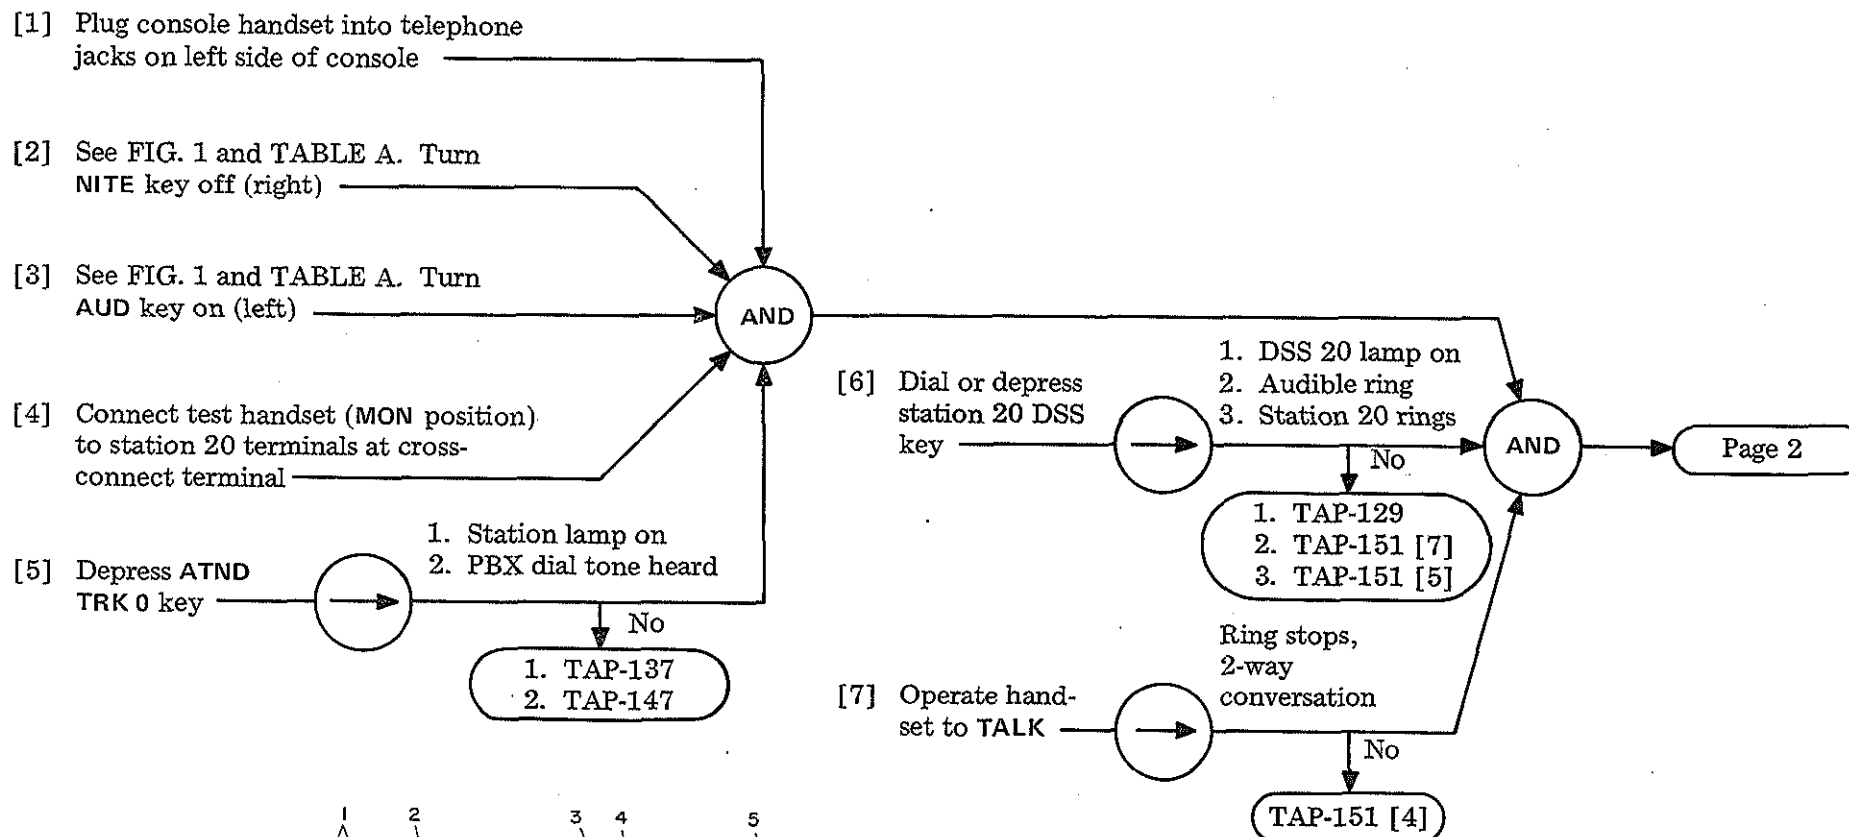 [1] Plug console handset into telephone
jacks on left side of console
[2] See FIG. 1 and TABLE A. Turn
NITE key off (right)
[3] See FIG. 1 and TABLE A. Turn
AUD key on (left)
AND
[4] Connect test handset (MON position)
to station 20 terminals at cross-
connect terminal
[5] Depress ATND
TRK 0 key
1. Station lamp on
2. PBX dial tone heard
No
1. TAP-137
2. TAP-147
[6] Dial or depress
station 20 DSS
key
1. DSS 20 lamp on
2. Audible ring
3. Station 20 rings
No
1. TAP-129
2. TAP-151 [7]
3. TAP-151 [5]
AND
Page 2
[7] Operate hand-
set to TALK
Ring stops,
2-way
conversation
No
TAP-151 [4]
1 2 3 4 5